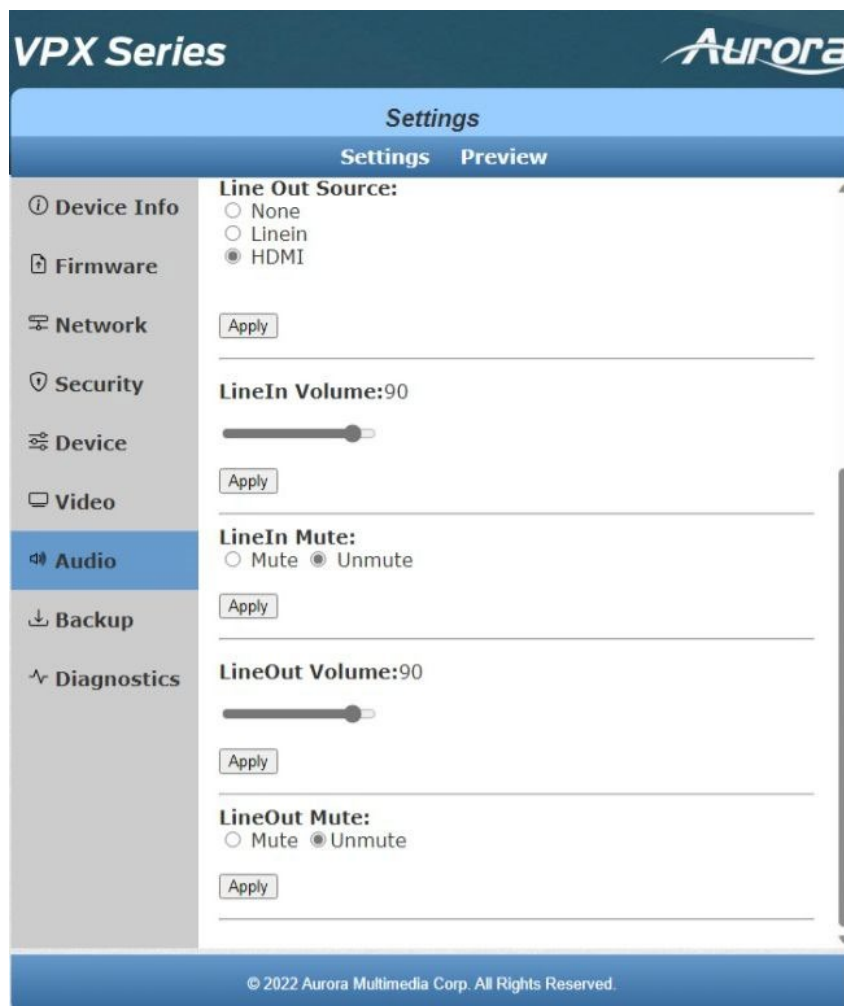 VPX Series
Aurora
Settings
Settings Preview
Device Info
Firmware
Network
Security
Device
Video
Audio
Backup
Diagnostics
Line Out Source:
None
Linein
HDMI
Apply
LineIn Volume:90
Apply
LineIn Mute:
Mute Unmute
Apply
LineOut Volume:90
Apply
LineOut Mute:
Mute Unmute
Apply
© 2022 Aurora Multimedia Corp. All Rights Reserved.